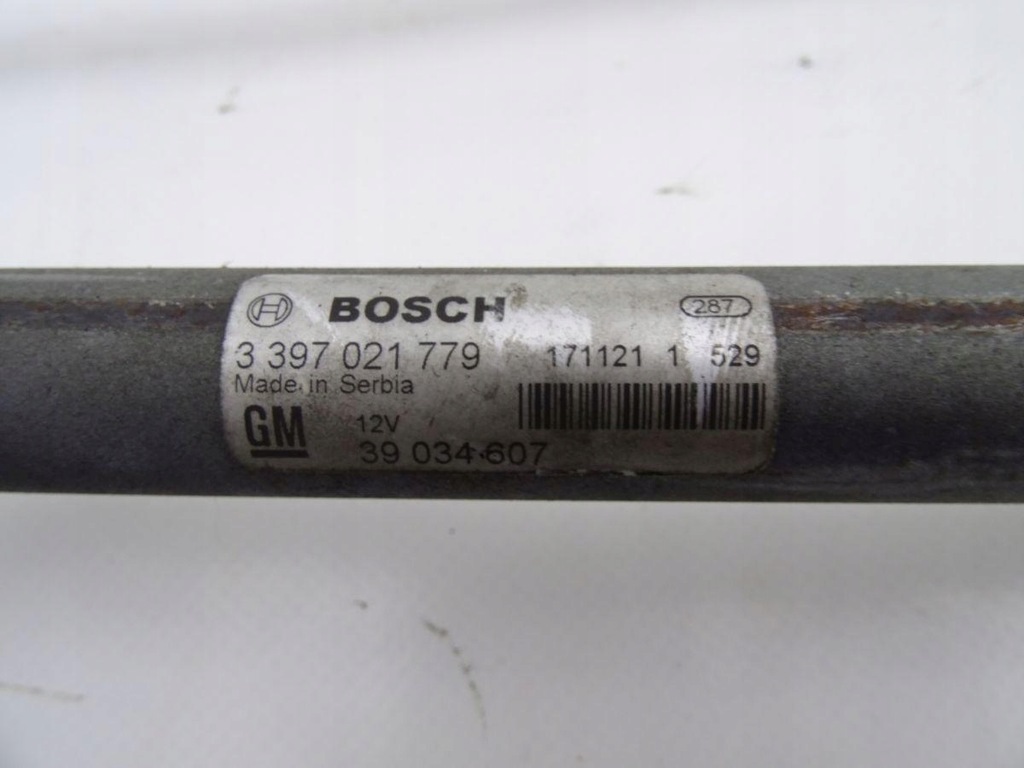 BOSCH 287
3 397 021 779 171121 1 529
Made in Serbia
GM 12V
39 034 607